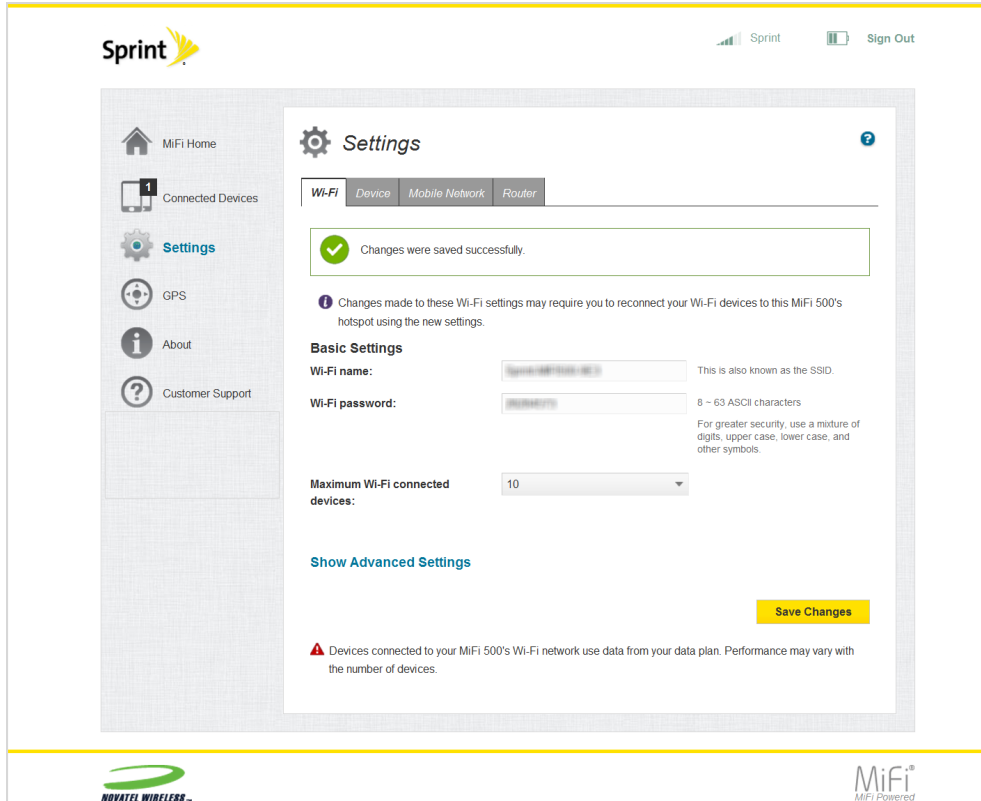 Sprint
Sprint
Sign Out
MiFi Home
1
Connected Devices
Settings
GPS
About
Customer Support
Settings
?
Wi-Fi Device Mobile Network Router
Changes were saved successfully.
Changes made to these Wi-Fi settings may require you to reconnect your Wi-Fi devices to this MiFi 500's
hotspot using the new settings.
Basic Settings
Wi-Fi name:
This is also known as the SSID.
Wi-Fi password:
8 ~ 63 ASCII characters
For greater security, use a mixture of
digits, upper case, lower case, and
other symbols.
Maximum Wi-Fi connected
devices:
10
Show Advanced Settings
Save Changes
Devices connected to your MiFi 500's Wi-Fi network use data from your data plan. Performance may vary with
the number of devices.
NOVATEL WIRELESS
MiFi®
MiFi Powered